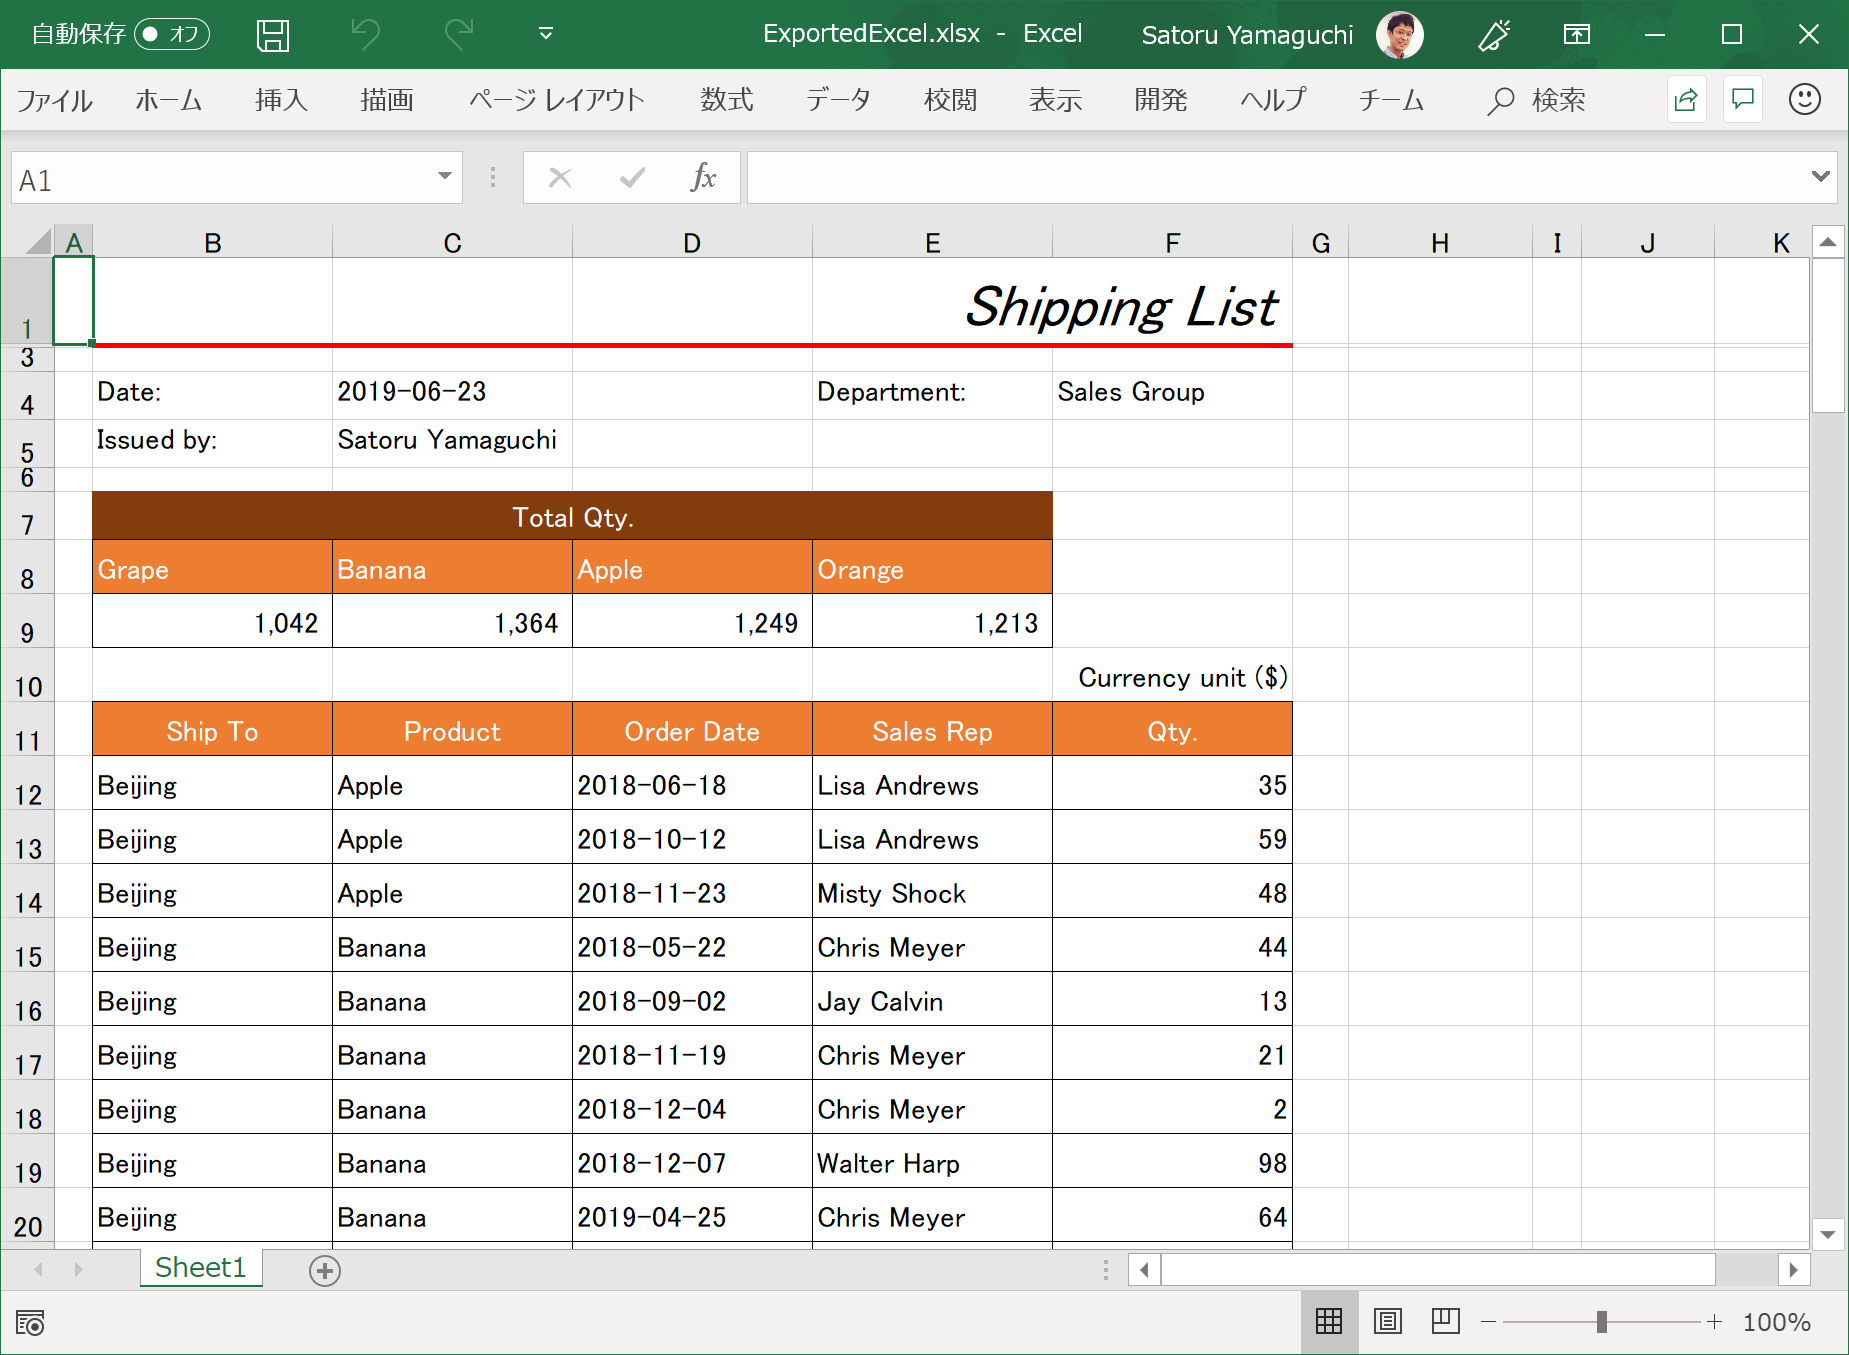 自動保存 オフ ExportedExcel.xlsx - Excel Satoru Yamaguchi
ファイル ホーム 挿入 描画 ページ レイアウト 数式 データ 校閲 表示 開発 ヘルプ チーム 検索
A1 fx
A B C D E F G H I J K
1 Shipping List
3
4 Date: 2019-06-23 Department: Sales Group
5 Issued by: Satoru Yamaguchi
6
7 Total Qty.
8 Grape Banana Apple Orange
9 1,042 1,364 1,249 1,213
10 Currency unit ($)
11 Ship To Product Order Date Sales Rep Qty.
12 Beijing Apple 2018-06-18 Lisa Andrews 35
13 Beijing Apple 2018-10-12 Lisa Andrews 59
14 Beijing Apple 2018-11-23 Misty Shock 48
15 Beijing Banana 2018-05-22 Chris Meyer 44
16 Beijing Banana 2018-09-02 Jay Calvin 13
17 Beijing Banana 2018-11-19 Chris Meyer 21
18 Beijing Banana 2018-12-04 Chris Meyer 2
19 Beijing Banana 2018-12-07 Walter Harp 98
20 Beijing Banana 2019-04-25 Chris Meyer 64
Sheet1
100%